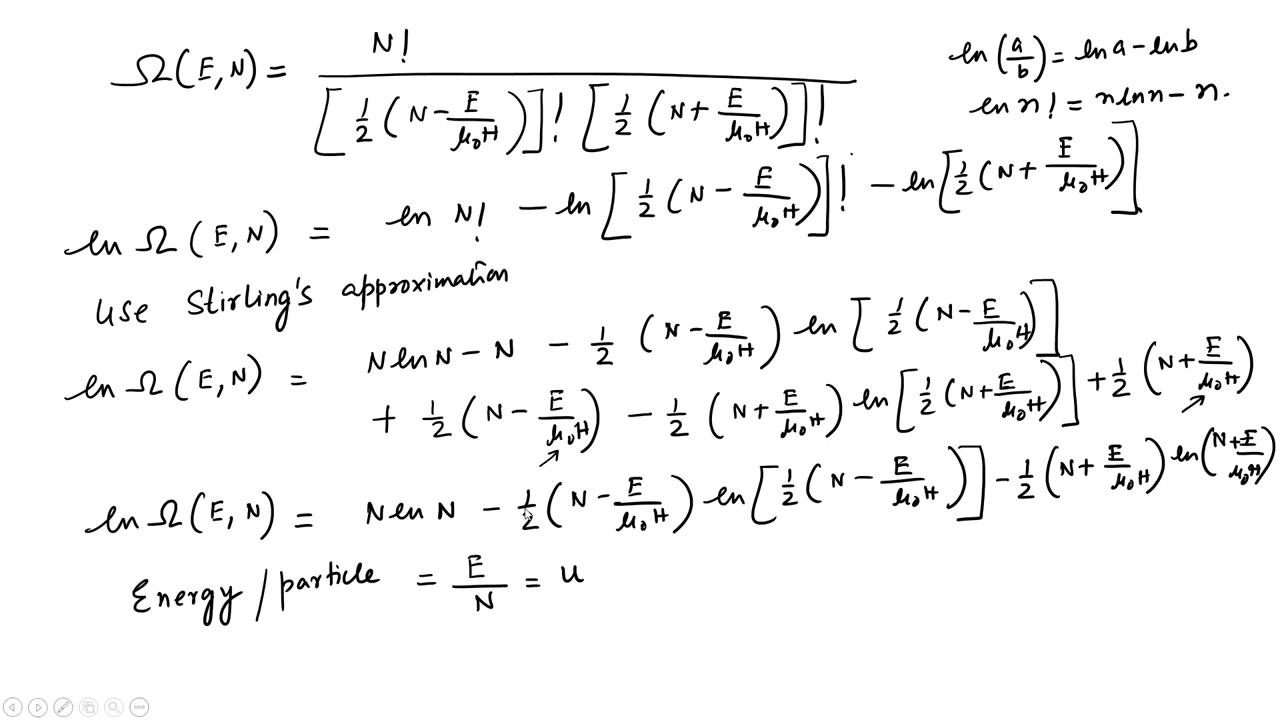 Ω(E,N) = N! / [½(N − E/μ₀H)]! [½(N + E/μ₀H)]!
ln(a/b) = ln a − ln b
ln n! = n ln n − n.
ln Ω(E,N) = ln N! − ln[½(N − E/μ₀H)]! − ln[½(N + E/μ₀H)]
Use Stirling's approximation
ln Ω(E,N) = N ln N − N − ½(N − E/μ₀H) ln[½(N − E/μ₀H)]
+ ½(N − E/μ₀H) − ½(N + E/μ₀H) ln[½(N + E/μ₀H)] + ½(N + E/μ₀H)
ln Ω(E,N) = N ln N − ½(N − E/μ₀H) ln[½(N − E/μ₀H)] − ½(N + E/μ₀H) ln(N + E/μ₀H)
Energy/particle = E/N = u